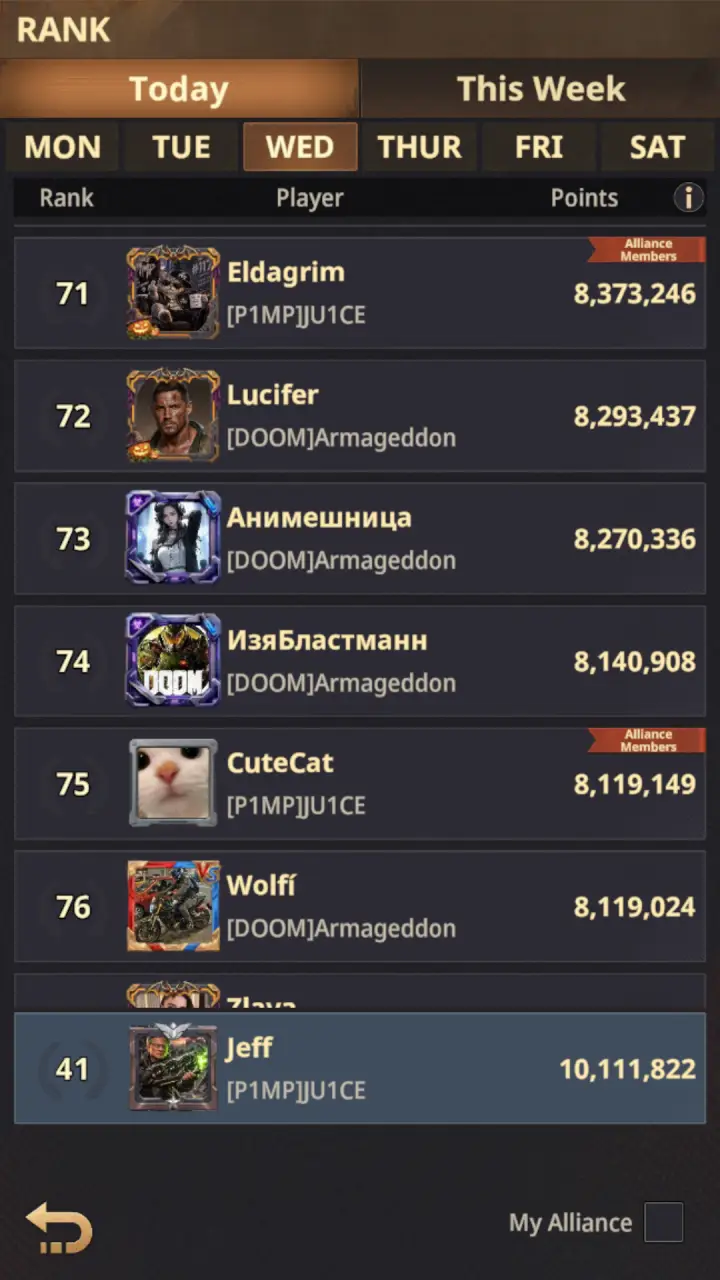 RANK
Today
This Week
MON
TUE
WED
THUR
FRI
SAT
Rank
Player
Points
i
Alliance
Members
71
Eldagrim
[P1MP]JU1CE
8,373,246
72
Lucifer
[DOOM]Armageddon
8,293,437
73
Анимешница
[DOOM]Armageddon
8,270,336
74
DOOM
ИзяБластманн
[DOOM]Armageddon
8,140,908
Alliance
Members
75
CuteCat
[P1MP]JU1CE
8,119,149
76
VS
Wolfí
[DOOM]Armageddon
8,119,024
41
Jeff
[P1MP]JU1CE
10,111,822
My Alliance